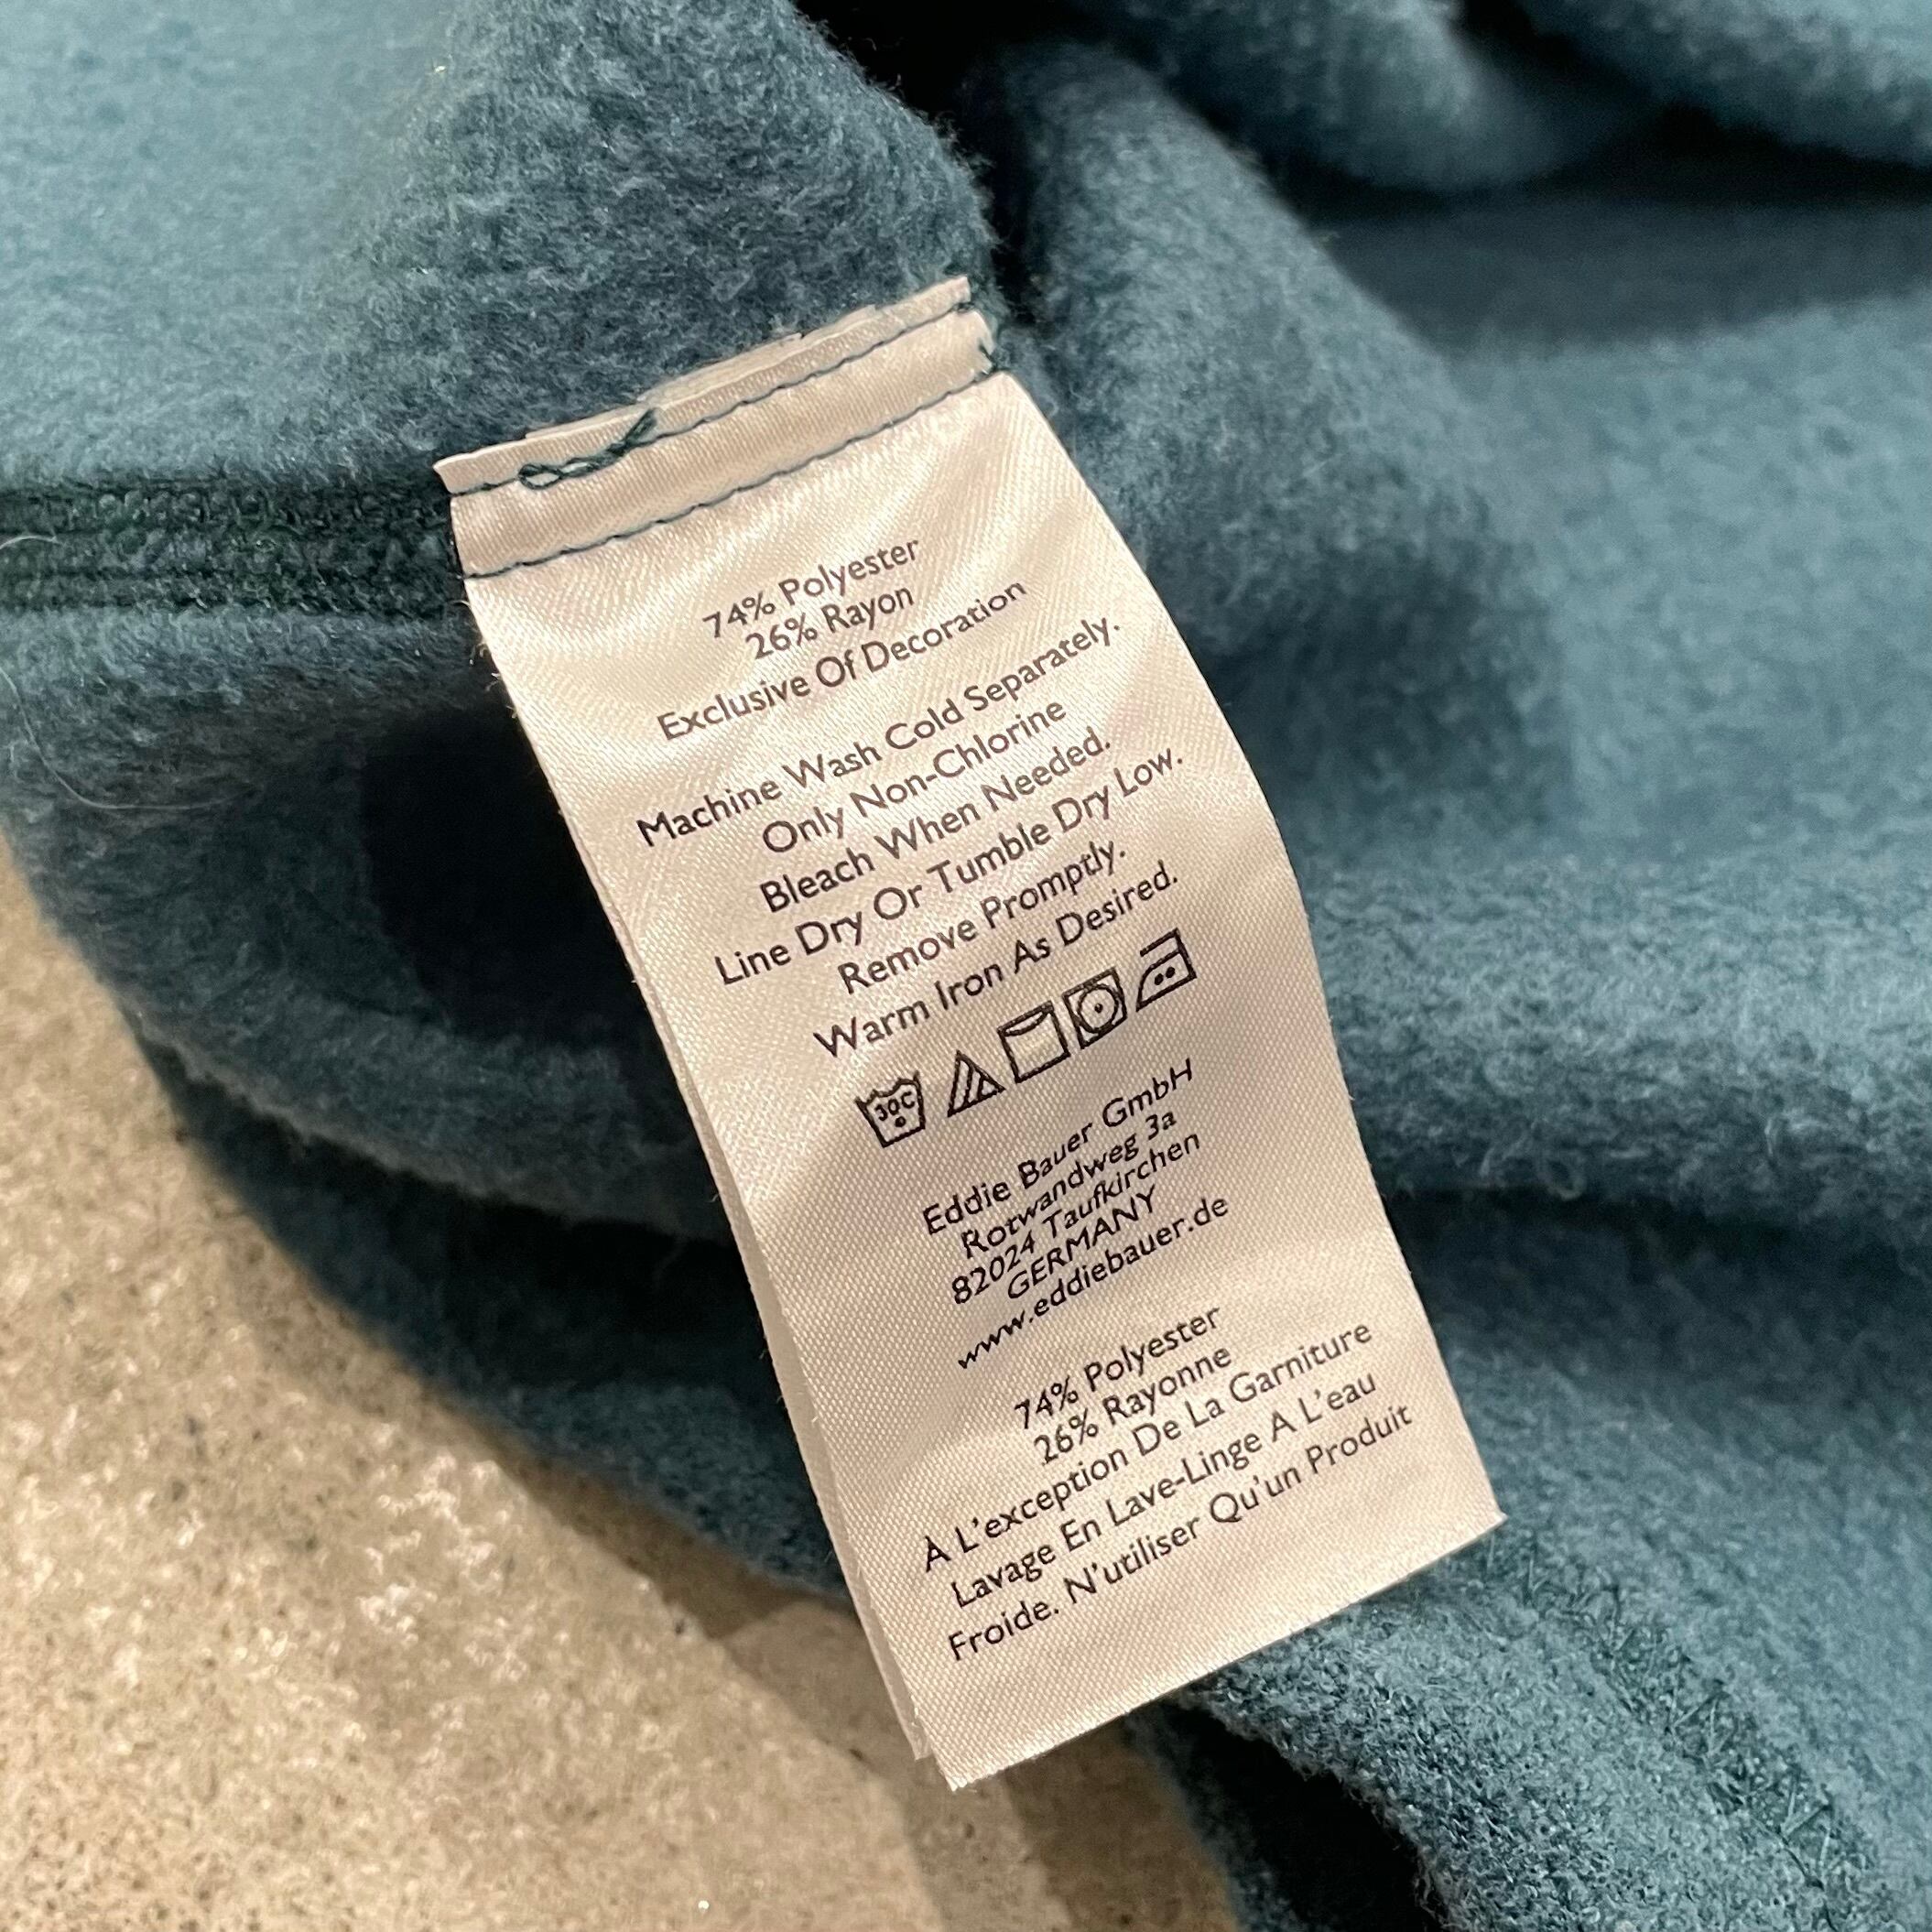 74% Polyester
26% Rayon
Exclusive Of Decoration
Machine Wash Cold Separately.
Only Non-Chlorine
Bleach When Needed.
Line Dry Or Tumble Dry Low.
Remove Promptly.
Warm Iron As Desired.
30C
Eddie Bauer GmbH
Rotwandweg 3a
82024 Taufkirchen
GERMANY
www.eddiebauer.de
74% Polyester
26% Rayonne
À L'exception De La Garniture
Lavage En Lave-Linge A L'eau
Froide. N'utiliser Qu'un Produit